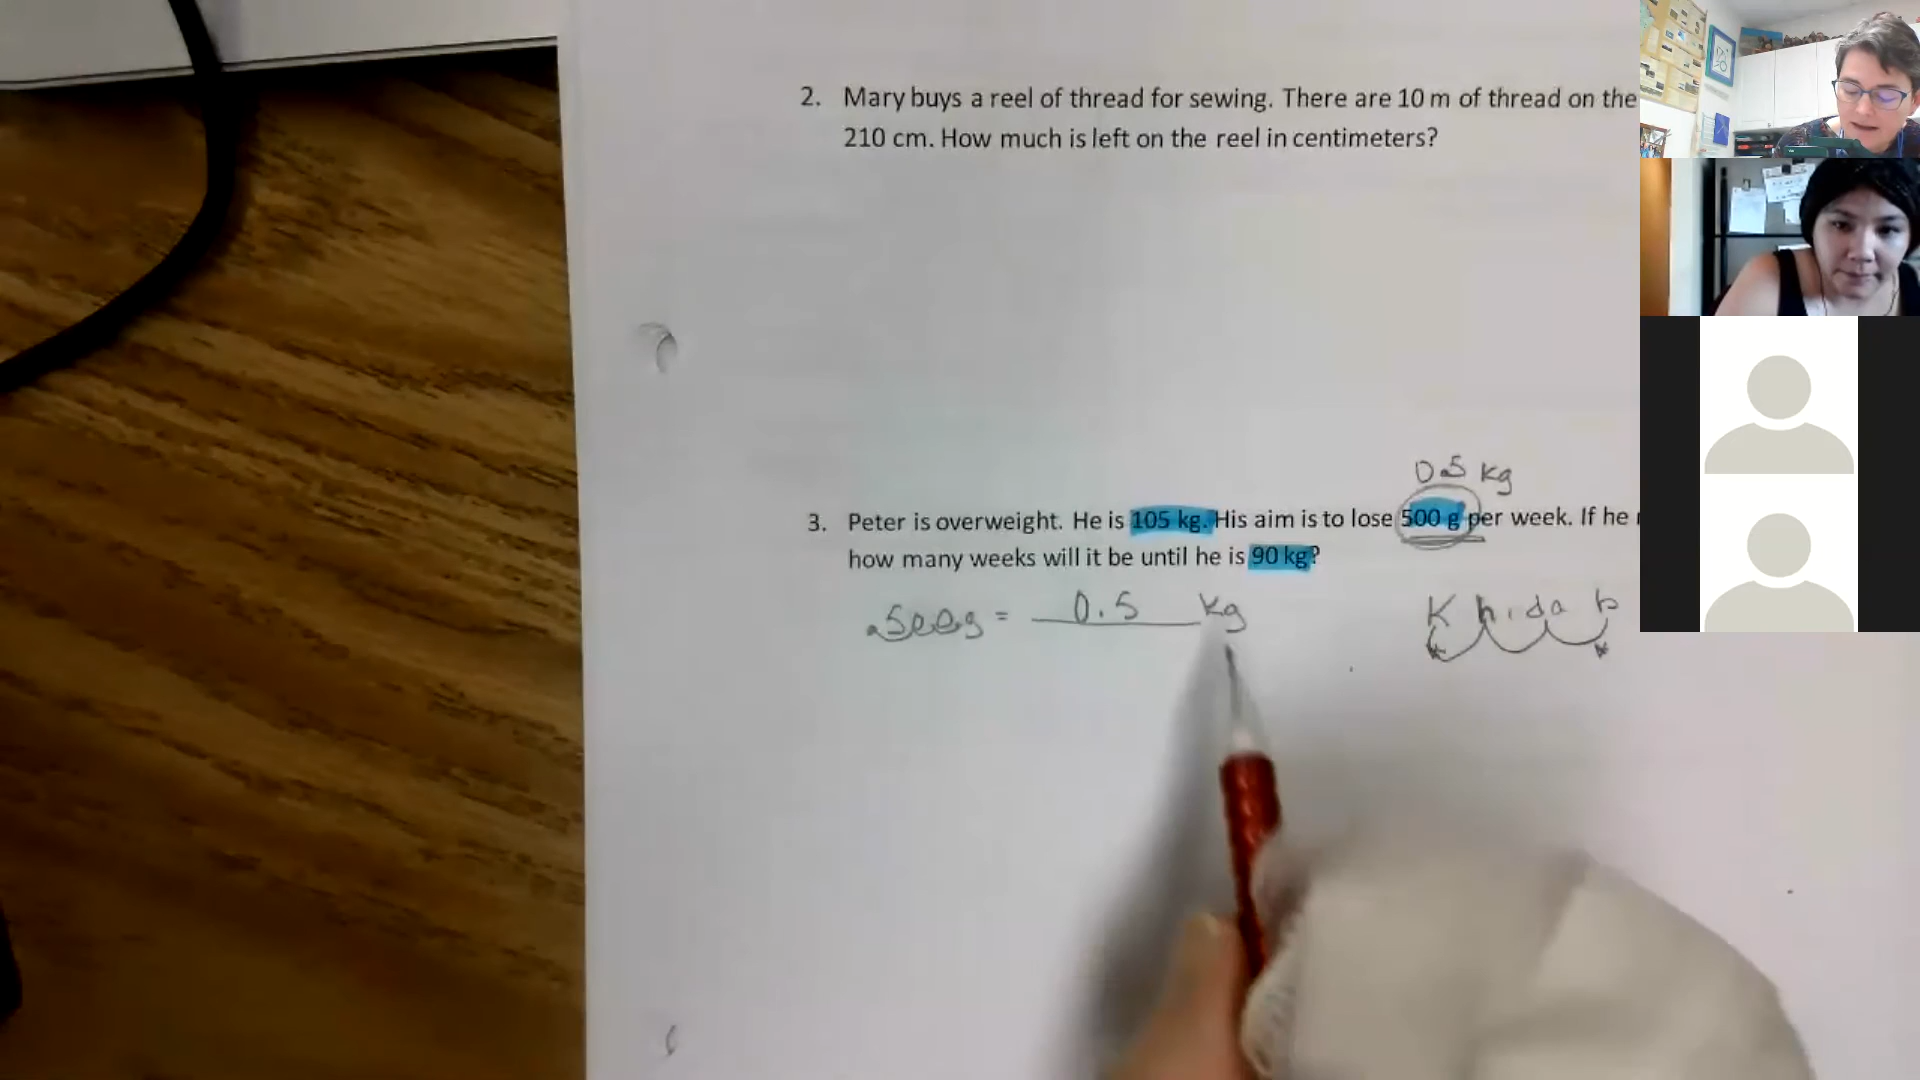 2. Mary buys a reel of thread for sewing. There are 10 m of thread on the
210 cm. How much is left on the reel in centimeters?
0.5 kg
3. Peter is overweight. He is 105 kg. His aim is to lose 500 g per week. If he
how many weeks will it be until he is 90 kg?
.500g = 0.5 kg
K h da b